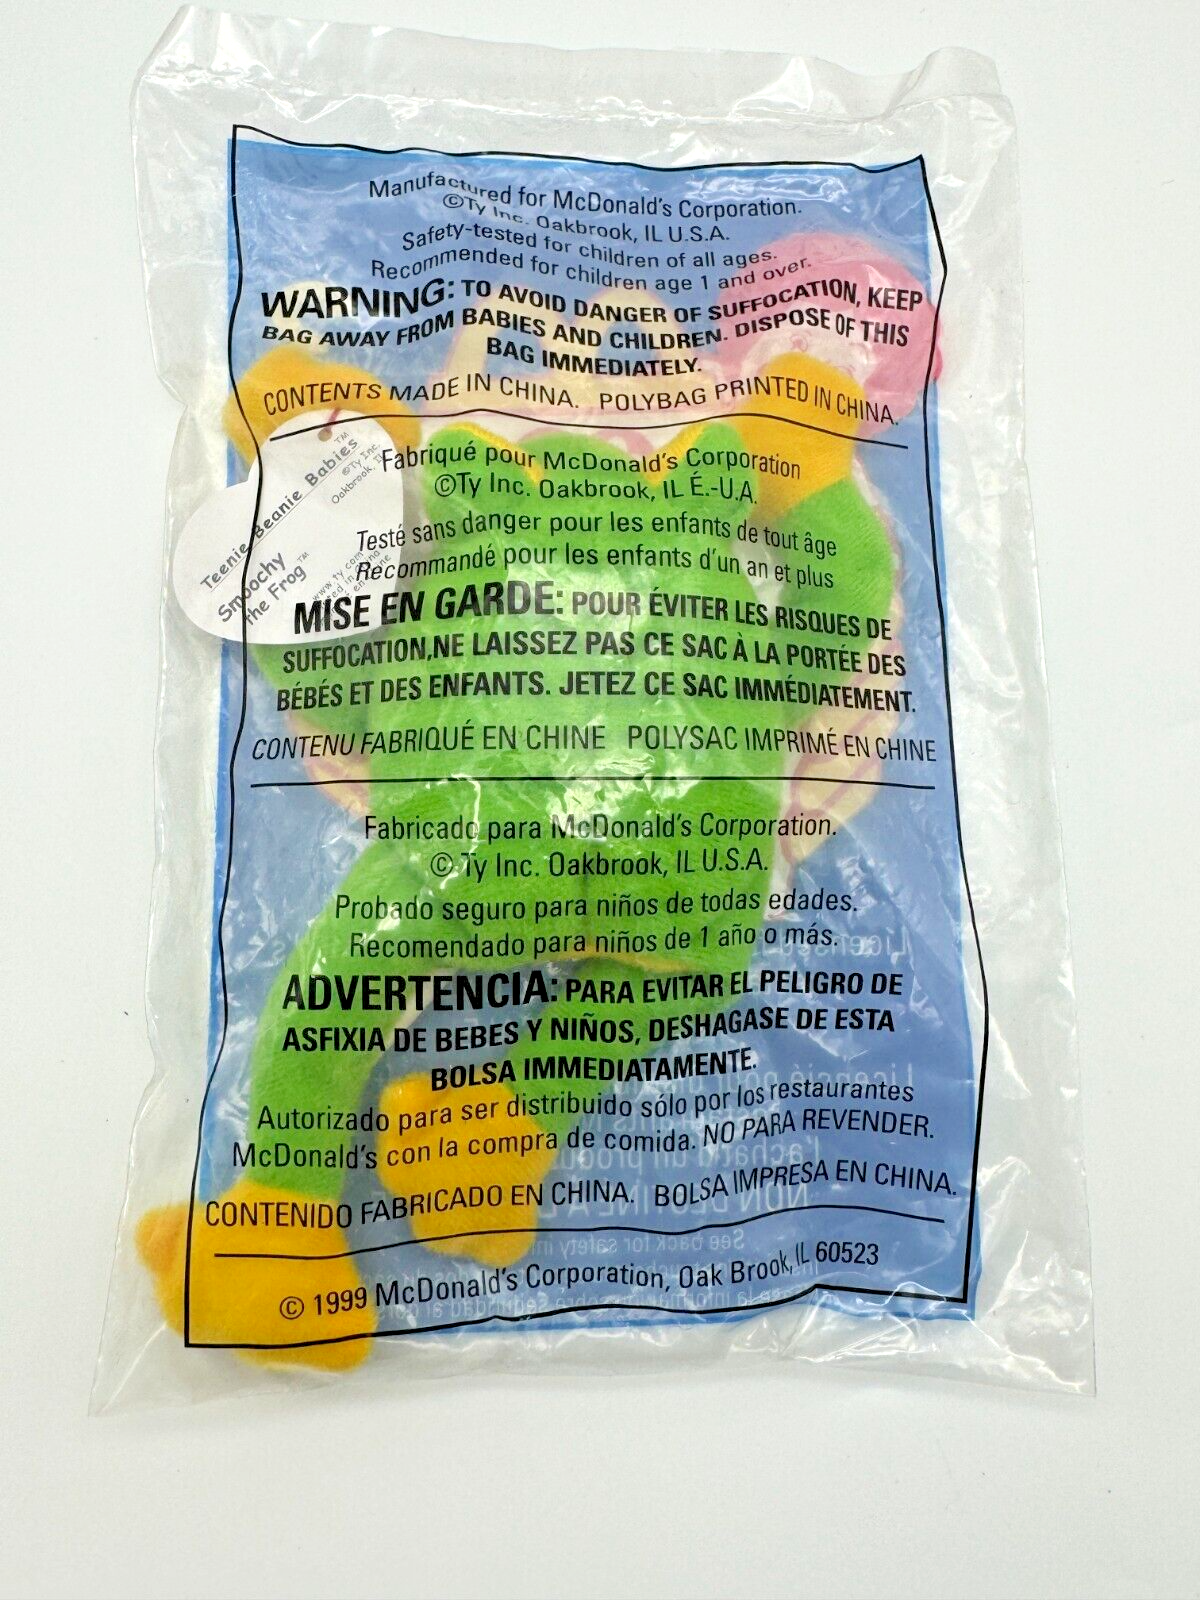 Manufactured for McDonald's Corporation.
©Ty Inc. Oakbrook, IL U.S.A.
Safety-tested for children of all ages.
Recommended for children age 1 and over.
WARNING: TO AVOID DANGER OF SUFFOCATION, KEEP
BAG AWAY FROM BABIES AND CHILDREN. DISPOSE OF THIS
BAG IMMEDIATELY.
CONTENTS MADE IN CHINA. POLYBAG PRINTED IN CHINA.
Fabriqué pour McDonald's Corporation
©Ty Inc. Oakbrook, IL É.-U.A.
Testé sans danger pour les enfants de tout âge
Recommandé pour les enfants d'un an et plus
MISE EN GARDE: POUR ÉVITER LES RISQUES DE
SUFFOCATION,NE LAISSEZ PAS CE SAC À LA PORTÉE DES
BÉBÉS ET DES ENFANTS. JETEZ CE SAC IMMÉDIATEMENT.
CONTENU FABRIQUÉ EN CHINE POLYSAC IMPRIMÉ EN CHINE
Fabricado para McDonald's Corporation.
© Ty Inc. Oakbrook, IL U.S.A.
Probado seguro para niños de todas edades.
Recomendado para niños de 1 año o más.
ADVERTENCIA: PARA EVITAR EL PELIGRO DE
ASFIXIA DE BEBES Y NIÑOS, DESHAGASE DE ESTA
BOLSA IMMEDIATAMENTE.
Autorizado para ser distribuido sólo por los restaurantes
McDonald's con la compra de comida. NO PARA REVENDER.
CONTENIDO FABRICADO EN CHINA. BOLSA IMPRESA EN CHINA.
© 1999 McDonald's Corporation, Oak Brook, IL 60523
Teenie Beanie Babies™
©Ty Inc.
Oakbrook,
Smoochy
the Frog™
www.ty.com